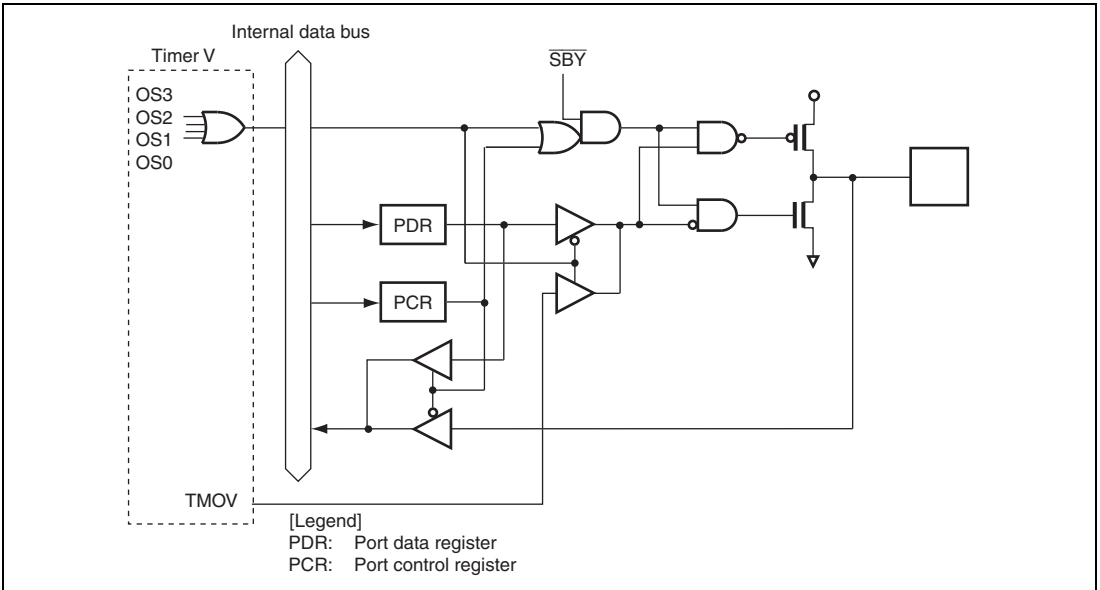 Internal data bus
Timer V
SBY
OS3
OS2
OS1
OS0
PDR
PCR
TMOV
[Legend]
PDR: Port data register
PCR: Port control register